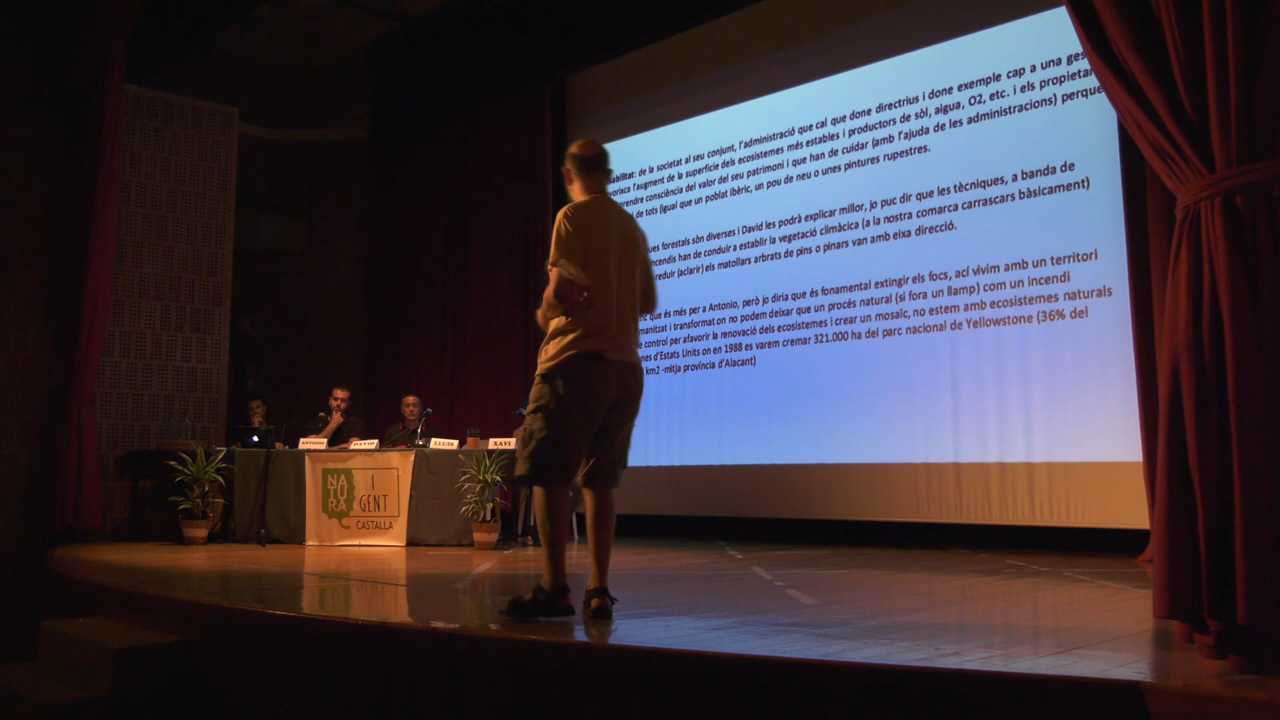 abilitat: de la societat al seu conjunt, l'administració que cal que done directrius i done exemple cap a una ges
vorisca l'augment de la superficie dels ecosistemes més estables i productors de sòl, aigua, O2, etc. i els propietar
prendre consciència del valor del seu patrimoni i que han de cuidar (amb l'ajuda de les administracions) perque
de tots (igual que un poblat ibèric, un pou de neu o unes pintures rupestres.
ues forestals sòn diverses i David les podrà explicar millor, jo puc dir que les tècniques, a banda de
incendis han de conduir a establir la vegetació climàcica (a la nostra comarca carrascars bàsicament)
reduir (aclarir) els matollars arbrats de pins o pinars van amb eixa direcció.
que és més per a Antonio, però jo diria que és fonamental extingir els focs, ací vivim amb un territori
manitzat i transformat on no podem deixar que un procés natural (si fora un llamp) com un incendi
e control per afavorir la renovació dels ecosistemes i crear un mosaïc, no estem amb ecosistemes naturals
nes d'Estats Units on en 1988 es varem cremar 321.000 ha del parc nacional de Yellowstone (36% del
km2 -mitja província d'Alacant)
ANTONIO
DAVID
LLUÍS
XAVI
NA
TU
RA
I
GENT
CASTALLA